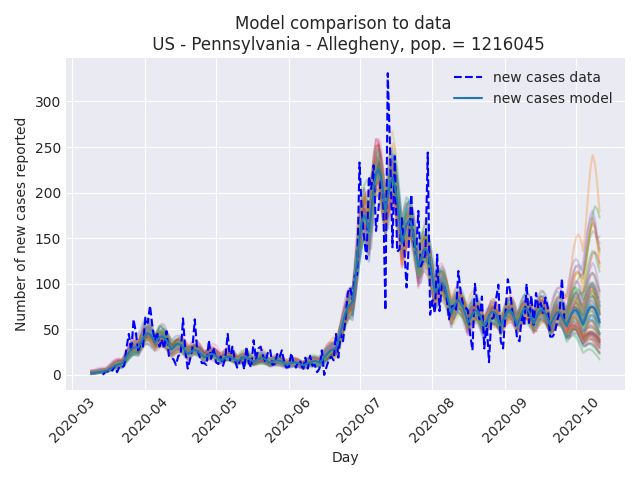 Model comparison to data
US - Pennsylvania - Allegheny, pop. = 1216045
new cases data
new cases model
Number of new cases reported
300
250
200
150
100
50
0
2020-03
2020-04
2020-05
2020-06
2020-07
2020-08
2020-09
2020-10
Day